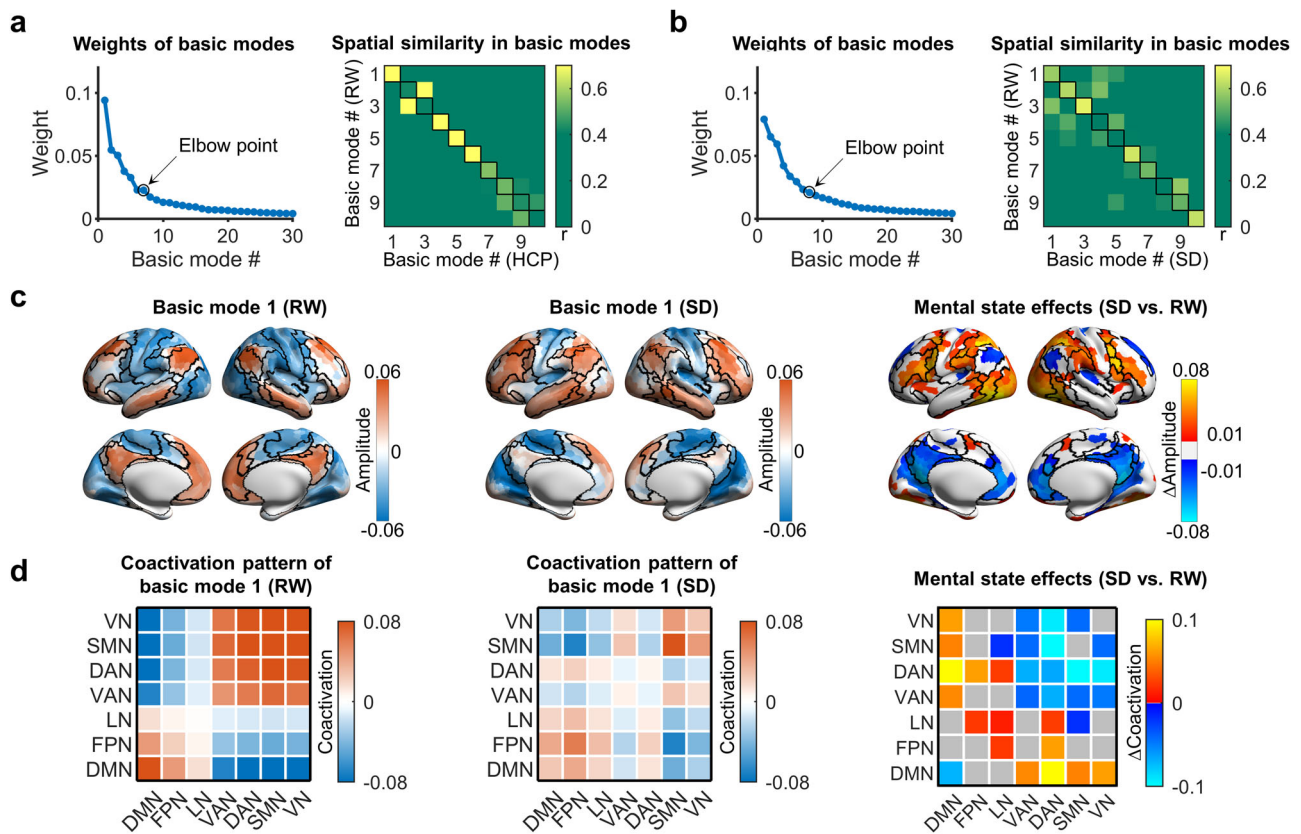 a
Weights of basic modes
0.1
0.05
0
Weight
Elbow point
0 10 20 30
Basic mode #
Spatial similarity in basic modes
Basic mode # (RW)
1
3
5
7
9
1 3 5 7 9
Basic mode # (HCP)
0.6
0.4
0.2
0
r
b
Weights of basic modes
0.1
0.05
0
Weight
Elbow point
0 10 20 30
Basic mode #
Spatial similarity in basic modes
Basic mode # (RW)
1
3
5
7
9
1 3 5 7 9
Basic mode # (SD)
0.6
0.4
0.2
0
r
c
Basic mode 1 (RW)
0.06
0
-0.06
Amplitude
Basic mode 1 (SD)
0.06
0
-0.06
Amplitude
Mental state effects (SD vs. RW)
0.08
0.01
-0.01
-0.08
ΔAmplitude
d
Coactivation pattern of
basic mode 1 (RW)
VN
SMN
DAN
VAN
LN
FPN
DMN
DMN FPN LN VAN DAN SMN VN
0.08
0
-0.08
Coactivation
Coactivation pattern of
basic mode 1 (SD)
VN
SMN
DAN
VAN
LN
FPN
DMN
DMN FPN LN VAN DAN SMN VN
0.08
0
-0.08
Coactivation
Mental state effects (SD vs. RW)
VN
SMN
DAN
VAN
LN
FPN
DMN
DMN FPN LN VAN DAN SMN VN
0.1
0
-0.1
ΔCoactivation